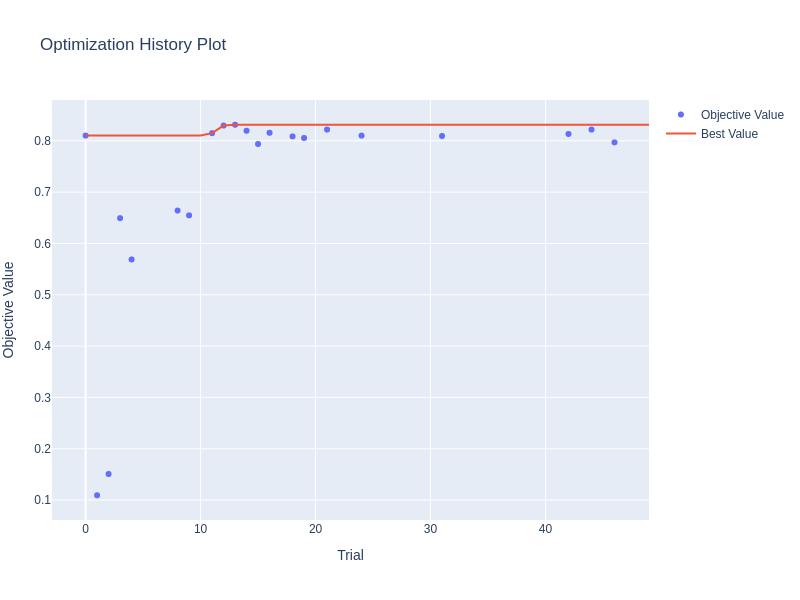 Optimization History Plot
Objective Value
Best Value
0.8
0.7
0.6
0.5
0.4
0.3
0.2
0.1
Objective Value
0 10 20 30 40
Trial